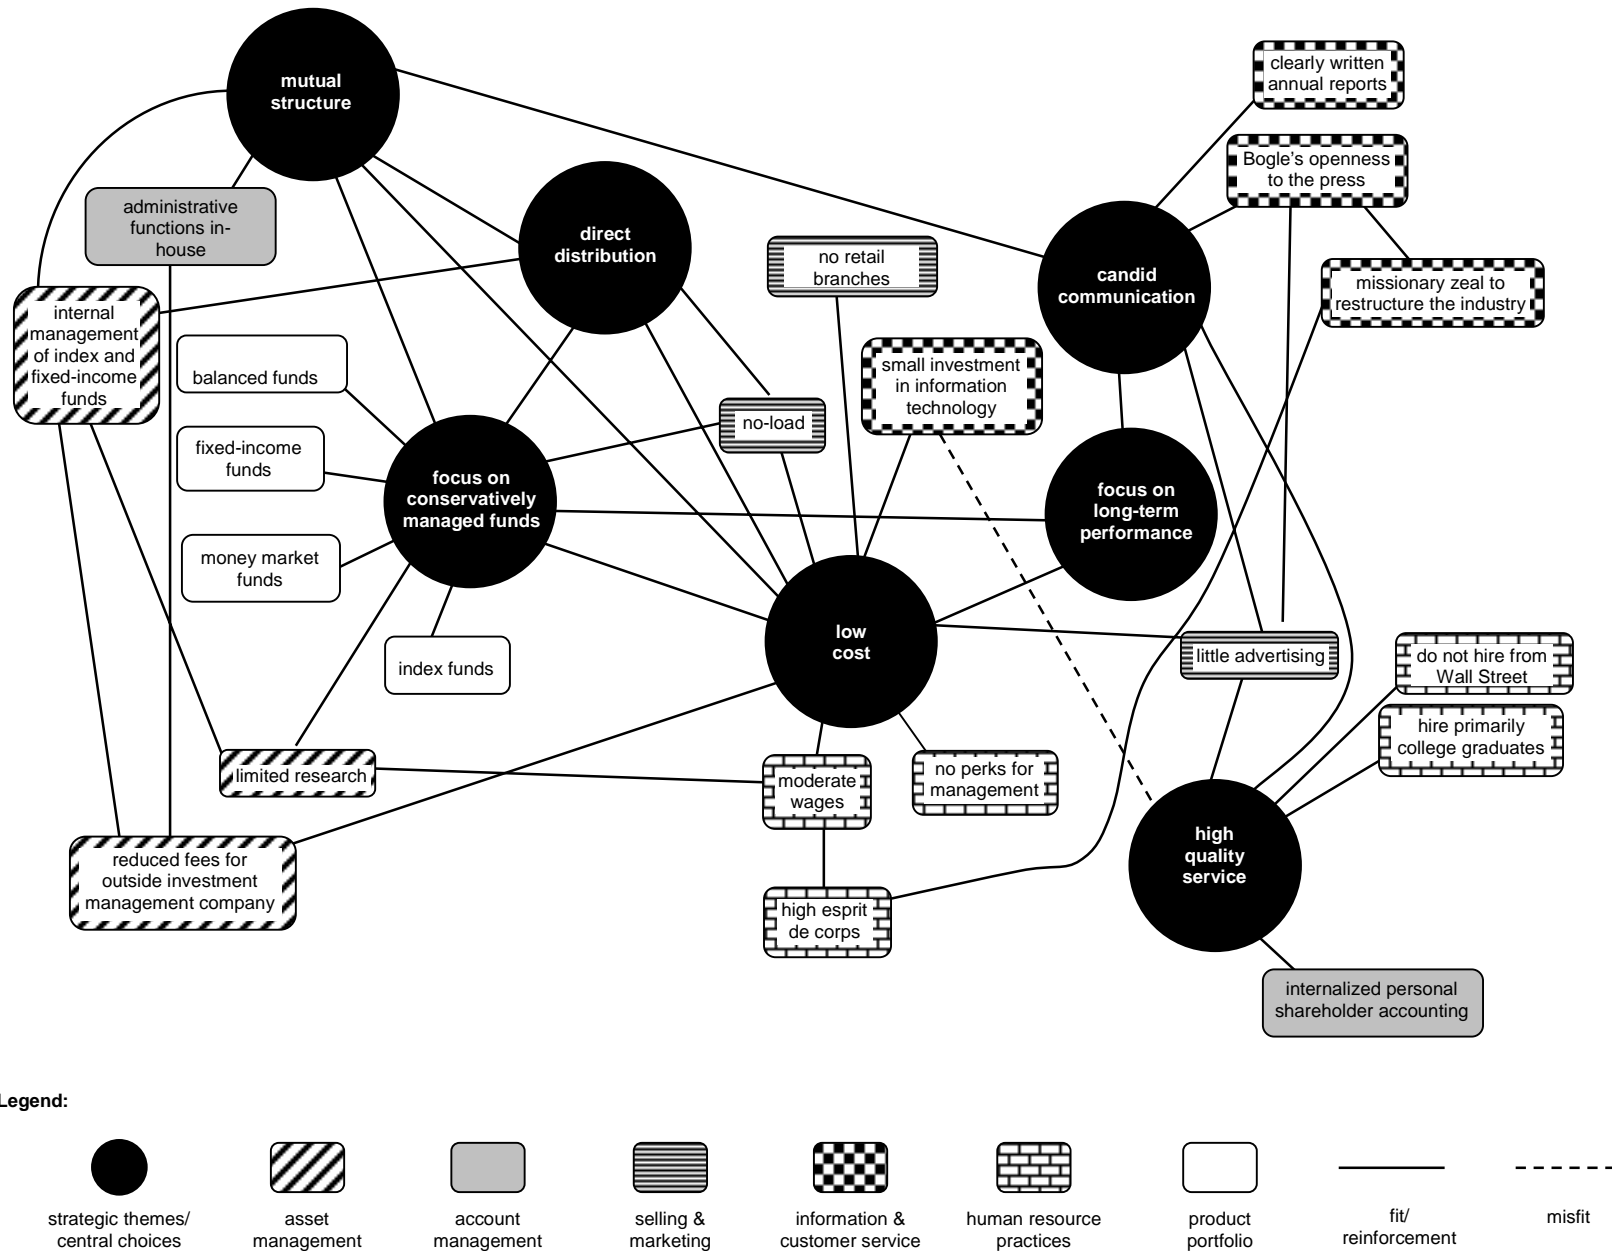 mutual
structure
clearly written
annual reports
Bogle's openness
to the press
administrative
functions in-
house
direct
distribution
no retail
branches
candid
communication
missionary zeal to
restructure the industry
internal
management
of index and
fixed-income
funds
balanced funds
small investment
in information
technology
no-load
fixed-income
funds
focus on
conservatively
managed funds
focus on
long-term
performance
money market
funds
low
cost
index funds
little advertising
do not hire from
Wall Street
hire primarily
college graduates
limited research
moderate
wages
no perks for
management
high
quality
service
reduced fees for
outside investment
management company
high esprit
de corps
internalized personal
shareholder accounting
Legend:
strategic themes/
central choices
asset
management
account
management
selling &
marketing
information &
customer service
human resource
practices
product
portfolio
fit/
reinforcement
misfit